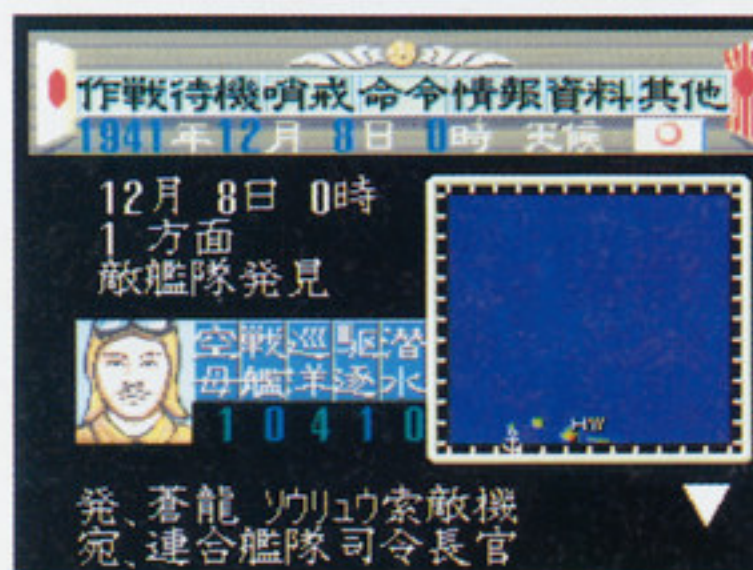 作戦待機哨戒命令情報資料其他
1941年12月 8日 0時 天候
12月 8日 0時
1 方面
敵艦隊発見
空戦巡駆潜
母艦洋逐水
1 0 4 1 0
HW
発、蒼龍 ソウリュウ索敵機
宛、連合艦隊司令長官